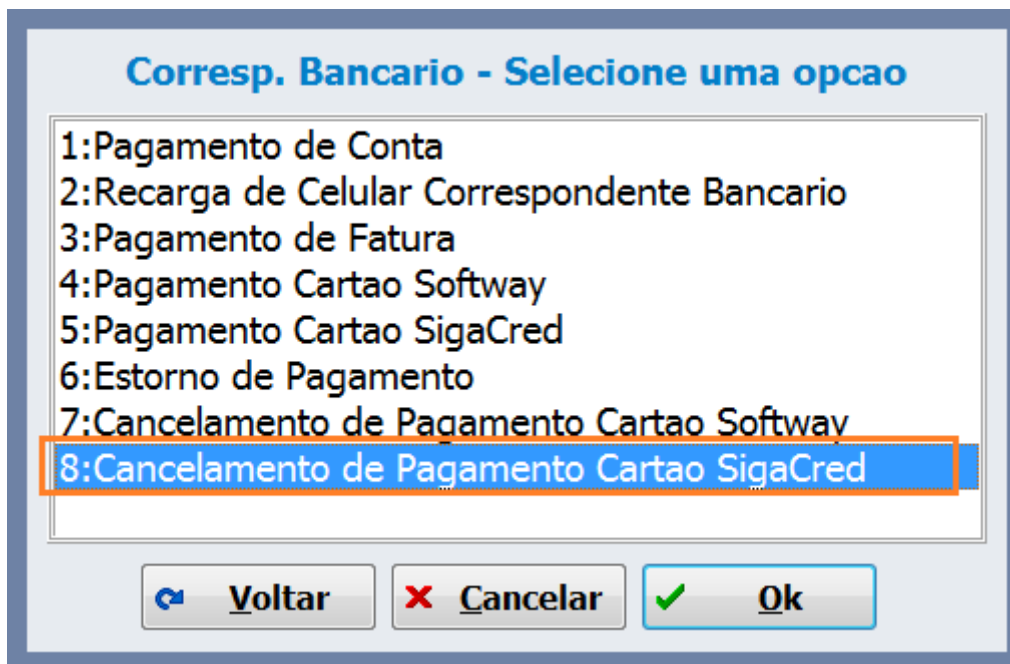 Corresp. Bancario - Selecione uma opcao
1:Pagamento de Conta
2:Recarga de Celular Correspondente Bancario
3:Pagamento de Fatura
4:Pagamento Cartao Softway
5:Pagamento Cartao SigaCred
6:Estorno de Pagamento
7:Cancelamento de Pagamento Cartao Softway
8:Cancelamento de Pagamento Cartao SigaCred
Voltar Cancelar Ok